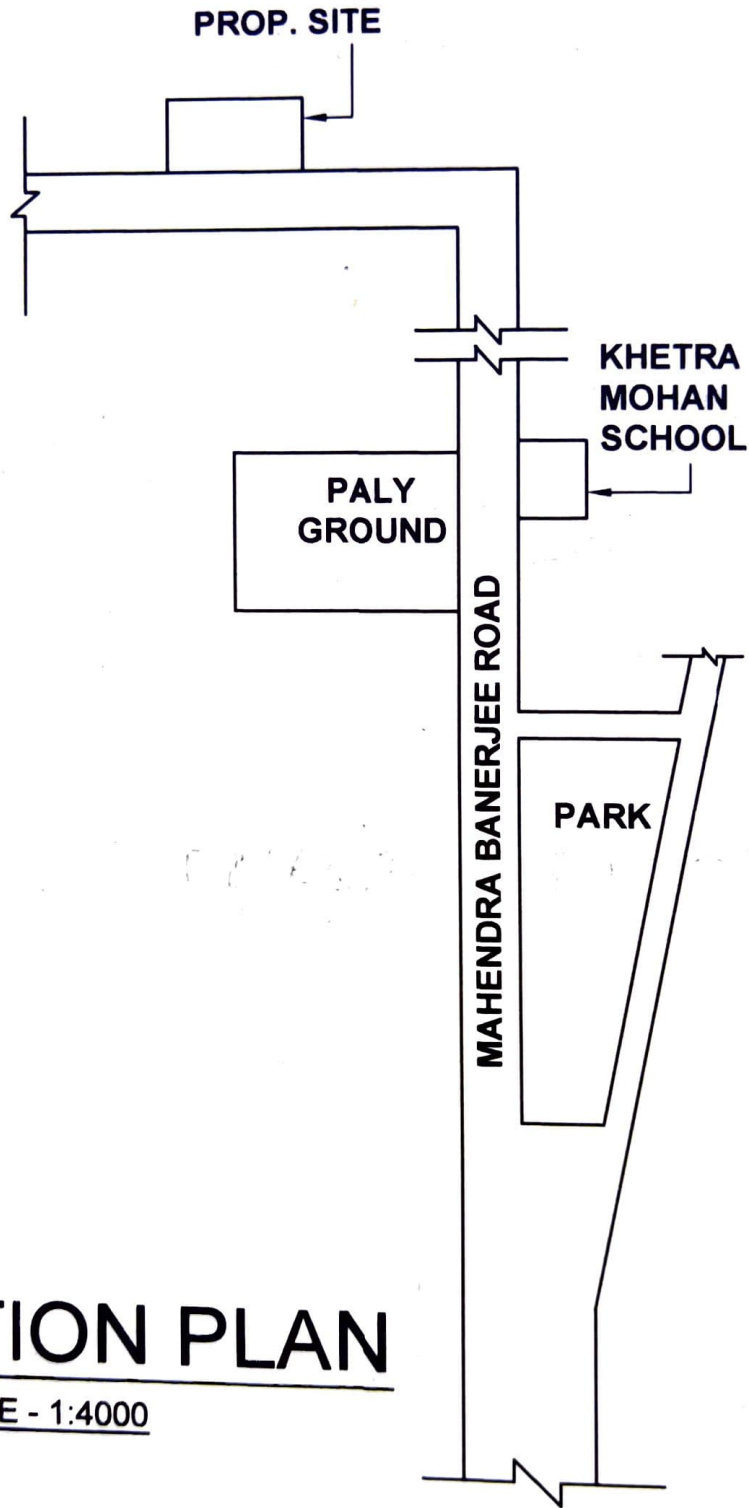 PROP. SITE
KHETRA
MOHAN
SCHOOL
PALY
GROUND
MAHENDRA BANERJEE ROAD
PARK
TION PLAN
E - 1:4000